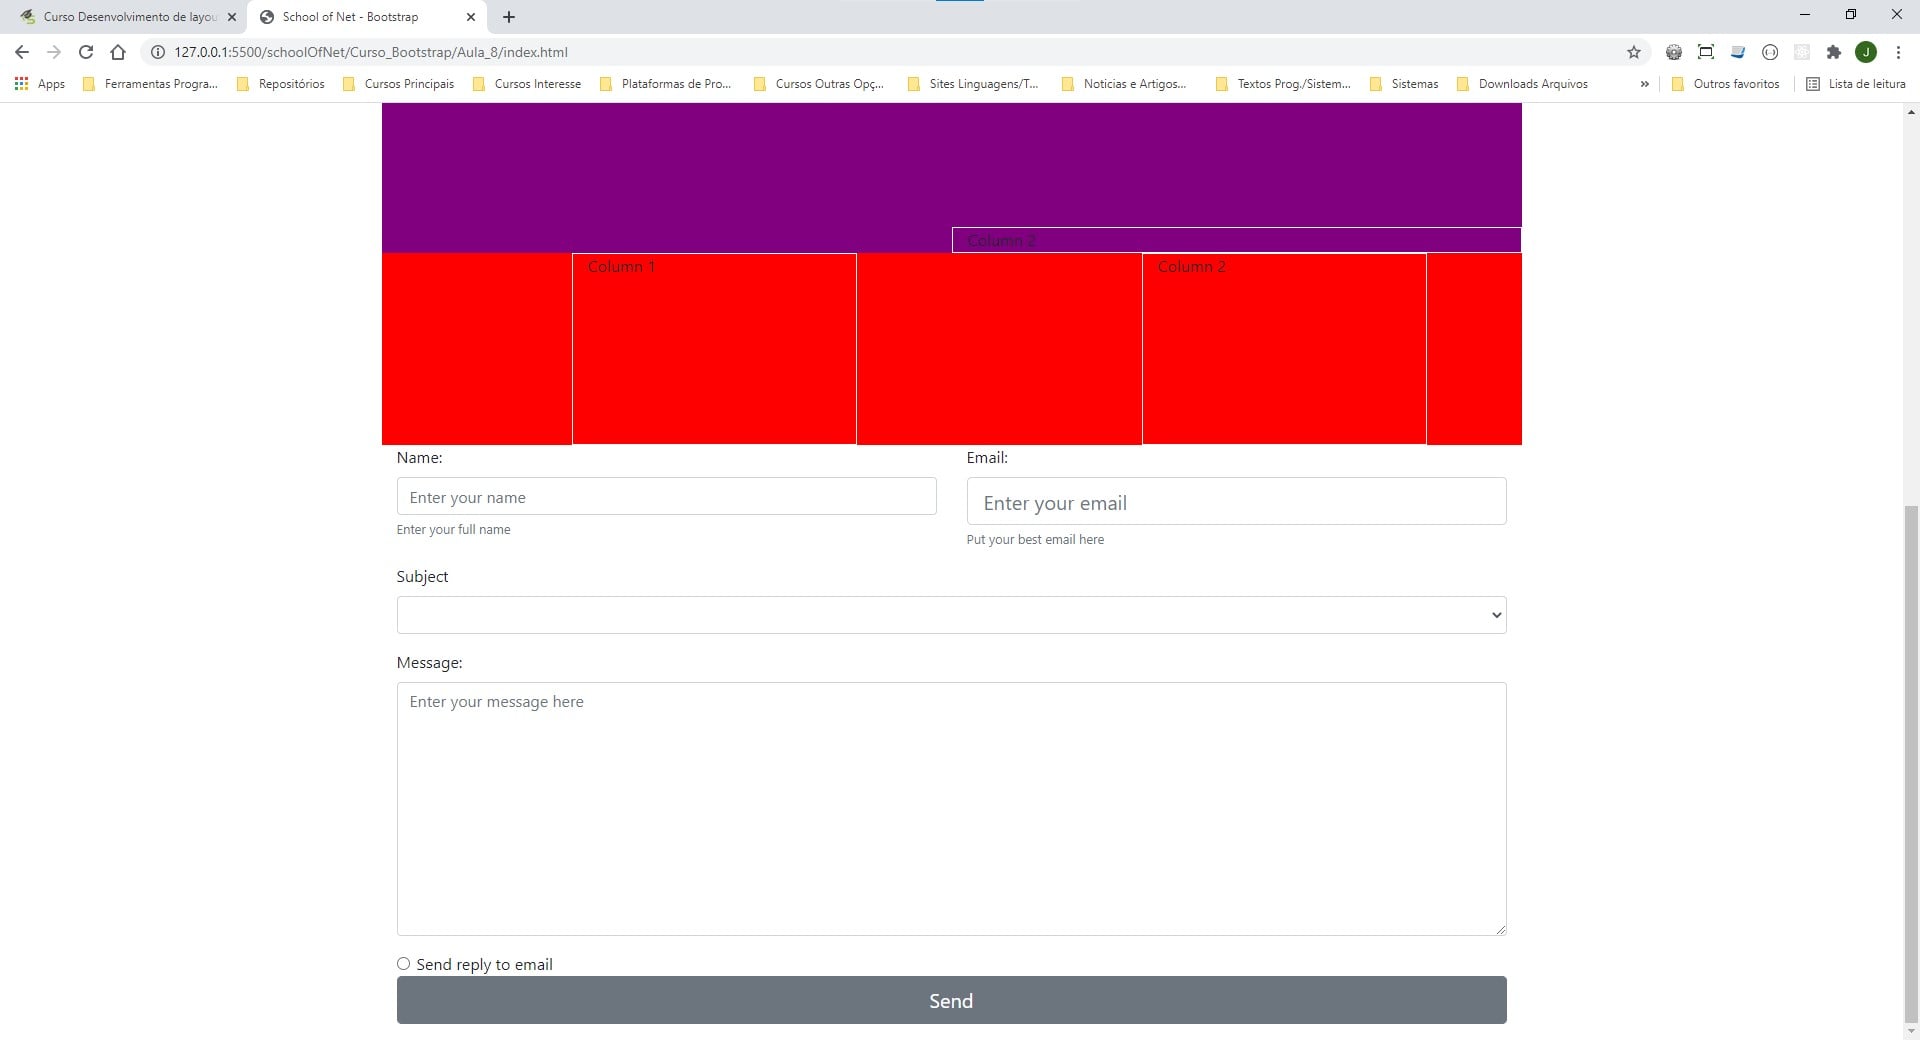 Curso Desenvolvimento de layou
School of Net - Bootstrap
127.0.0.1:5500/schoolOfNet/Curso_Bootstrap/Aula_8/index.html
J
Apps
Ferramentas Progra...
Repositórios
Cursos Principais
Cursos Interesse
Plataformas de Pro...
Cursos Outras Opç...
Sites Linguagens/T...
Noticias e Artigos...
Textos Prog./Sistem...
Sistemas
Downloads Arquivos
»
Outros favoritos
Lista de leitura
Column 2
Column 1
Column 2
Name:
Email:
Enter your name
Enter your email
Enter your full name
Put your best email here
Subject
Message:
Enter your message here
Send reply to email
Send